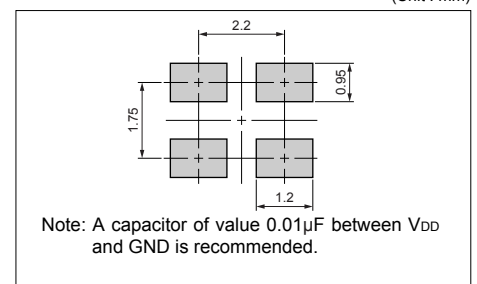 (Unit : mm)
2.2
0.95
1.75
1.2
Note: A capacitor of value 0.01µF between VDD
and GND is recommended.